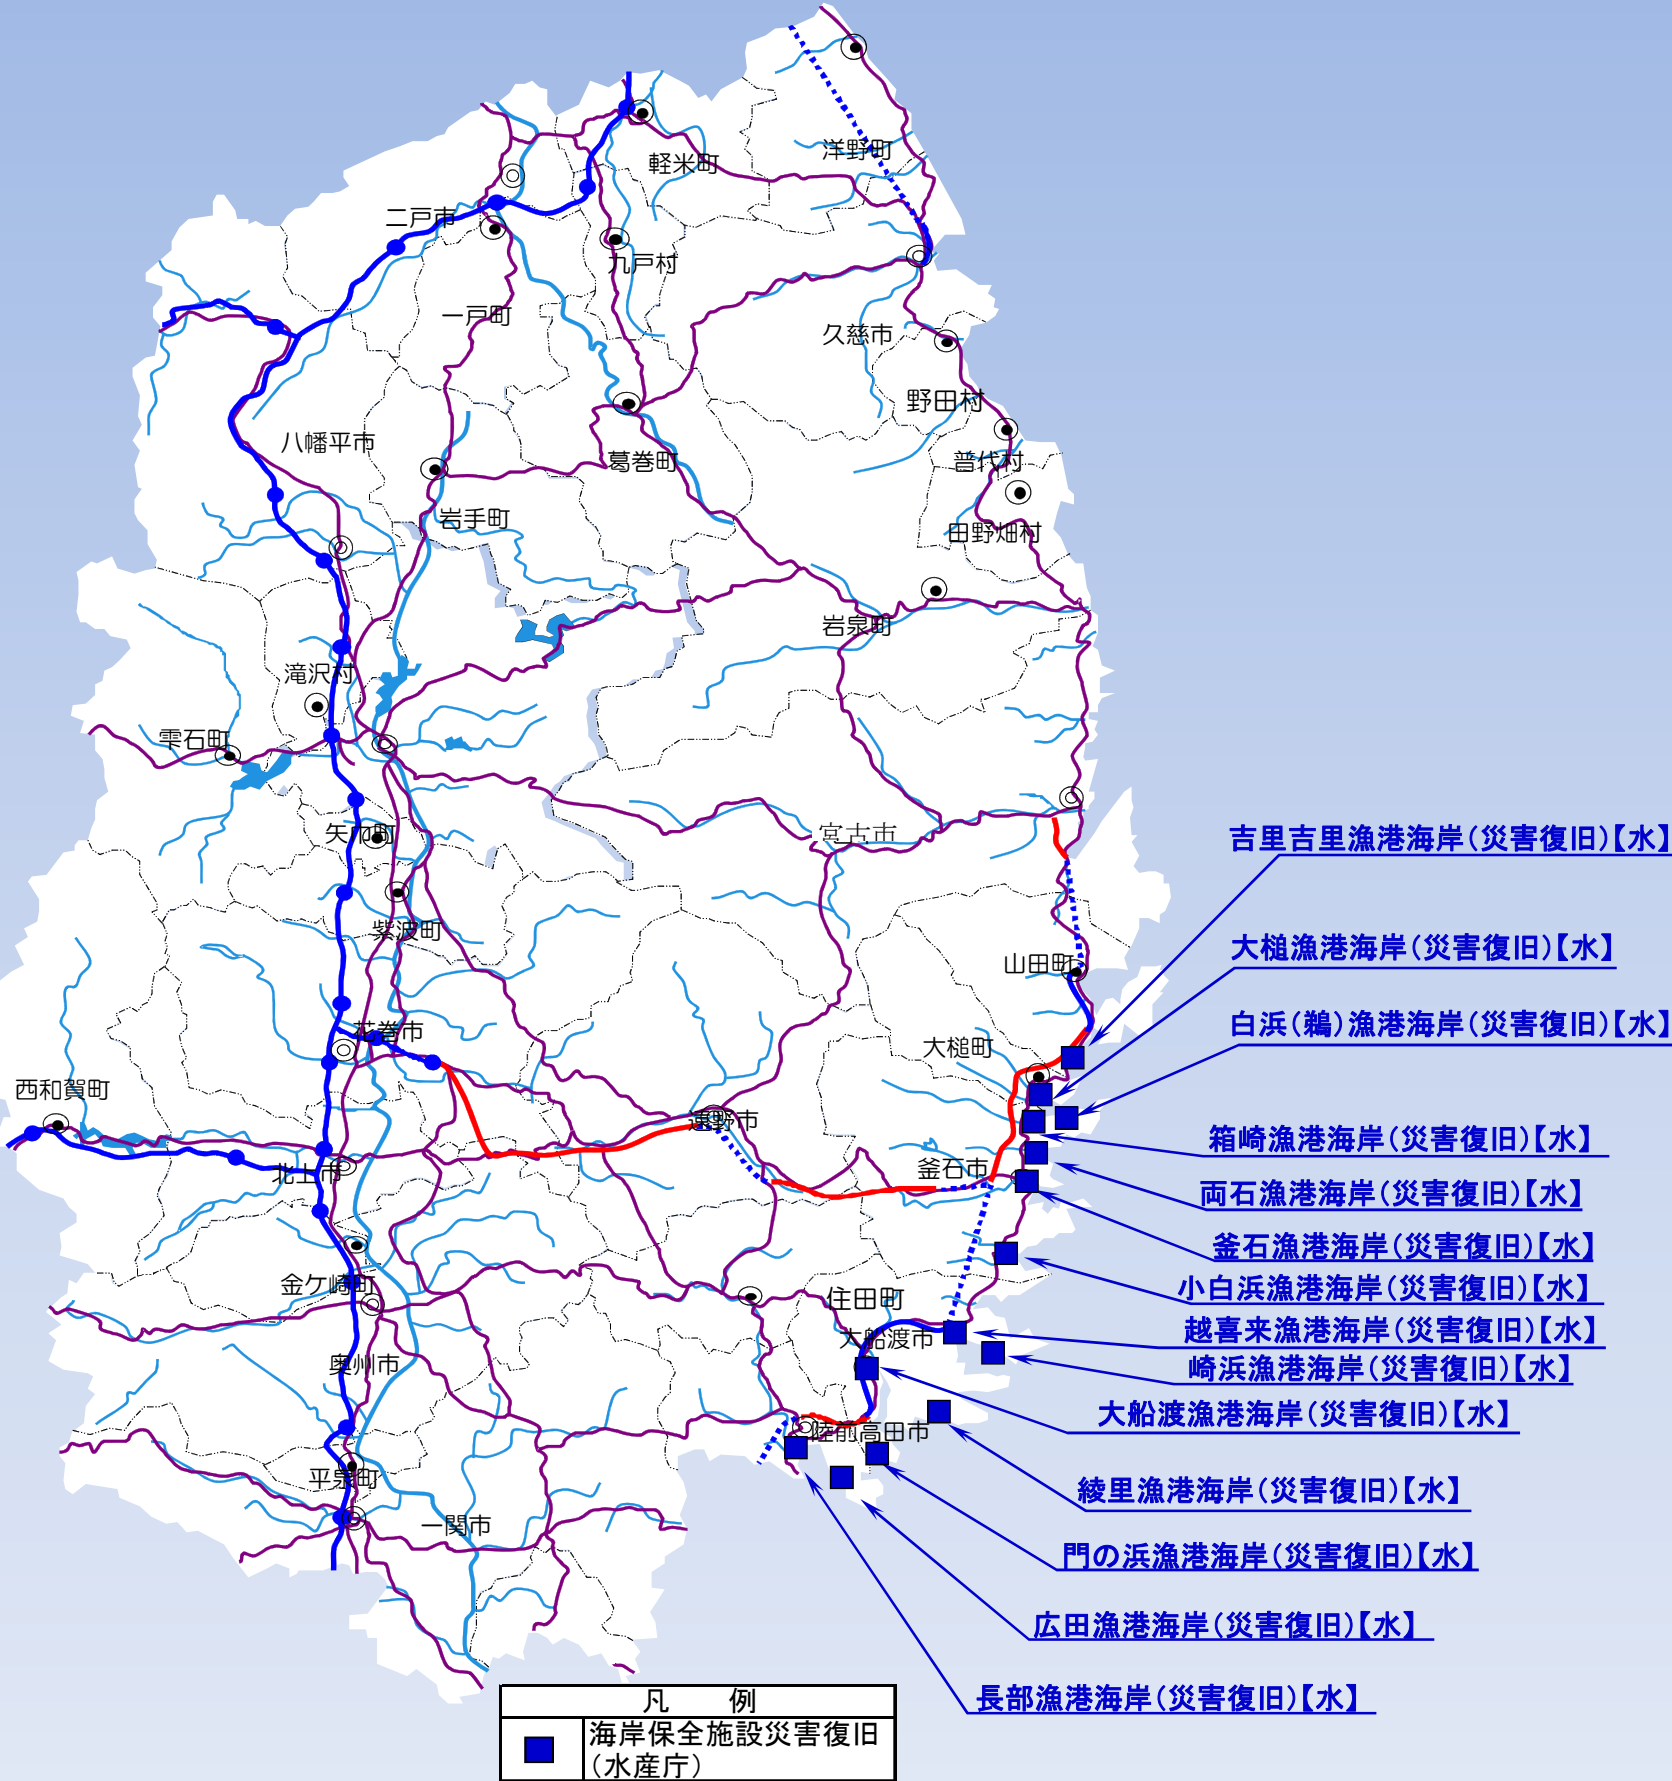 洋野町
軽米町
二戸市
九戸村
一戸町
久慈市
野田村
八幡平市
葛巻町
普代村
岩手町
田野畑村
岩泉町
滝沢村
雫石町
矢巾町
宮古市
吉里吉里漁港海岸(災害復旧)【水】
紫波町
大槌漁港海岸(災害復旧)【水】
山田町
白浜(鵜)漁港海岸(災害復旧)【水】
花巻市
大槌町
西和賀町
遠野市
箱崎漁港海岸(災害復旧)【水】
北上市
釜石市
両石漁港海岸(災害復旧)【水】
釜石漁港海岸(災害復旧)【水】
金ケ崎町
小白浜漁港海岸(災害復旧)【水】
住田町
越喜来漁港海岸(災害復旧)【水】
大船渡市
奥州市
崎浜漁港海岸(災害復旧)【水】
大船渡漁港海岸(災害復旧)【水】
陸前高田市
平泉町
綾里漁港海岸(災害復旧)【水】
一関市
門の浜漁港海岸(災害復旧)【水】
広田漁港海岸(災害復旧)【水】
長部漁港海岸(災害復旧)【水】
凡　例
海岸保全施設災害復旧
(水産庁)